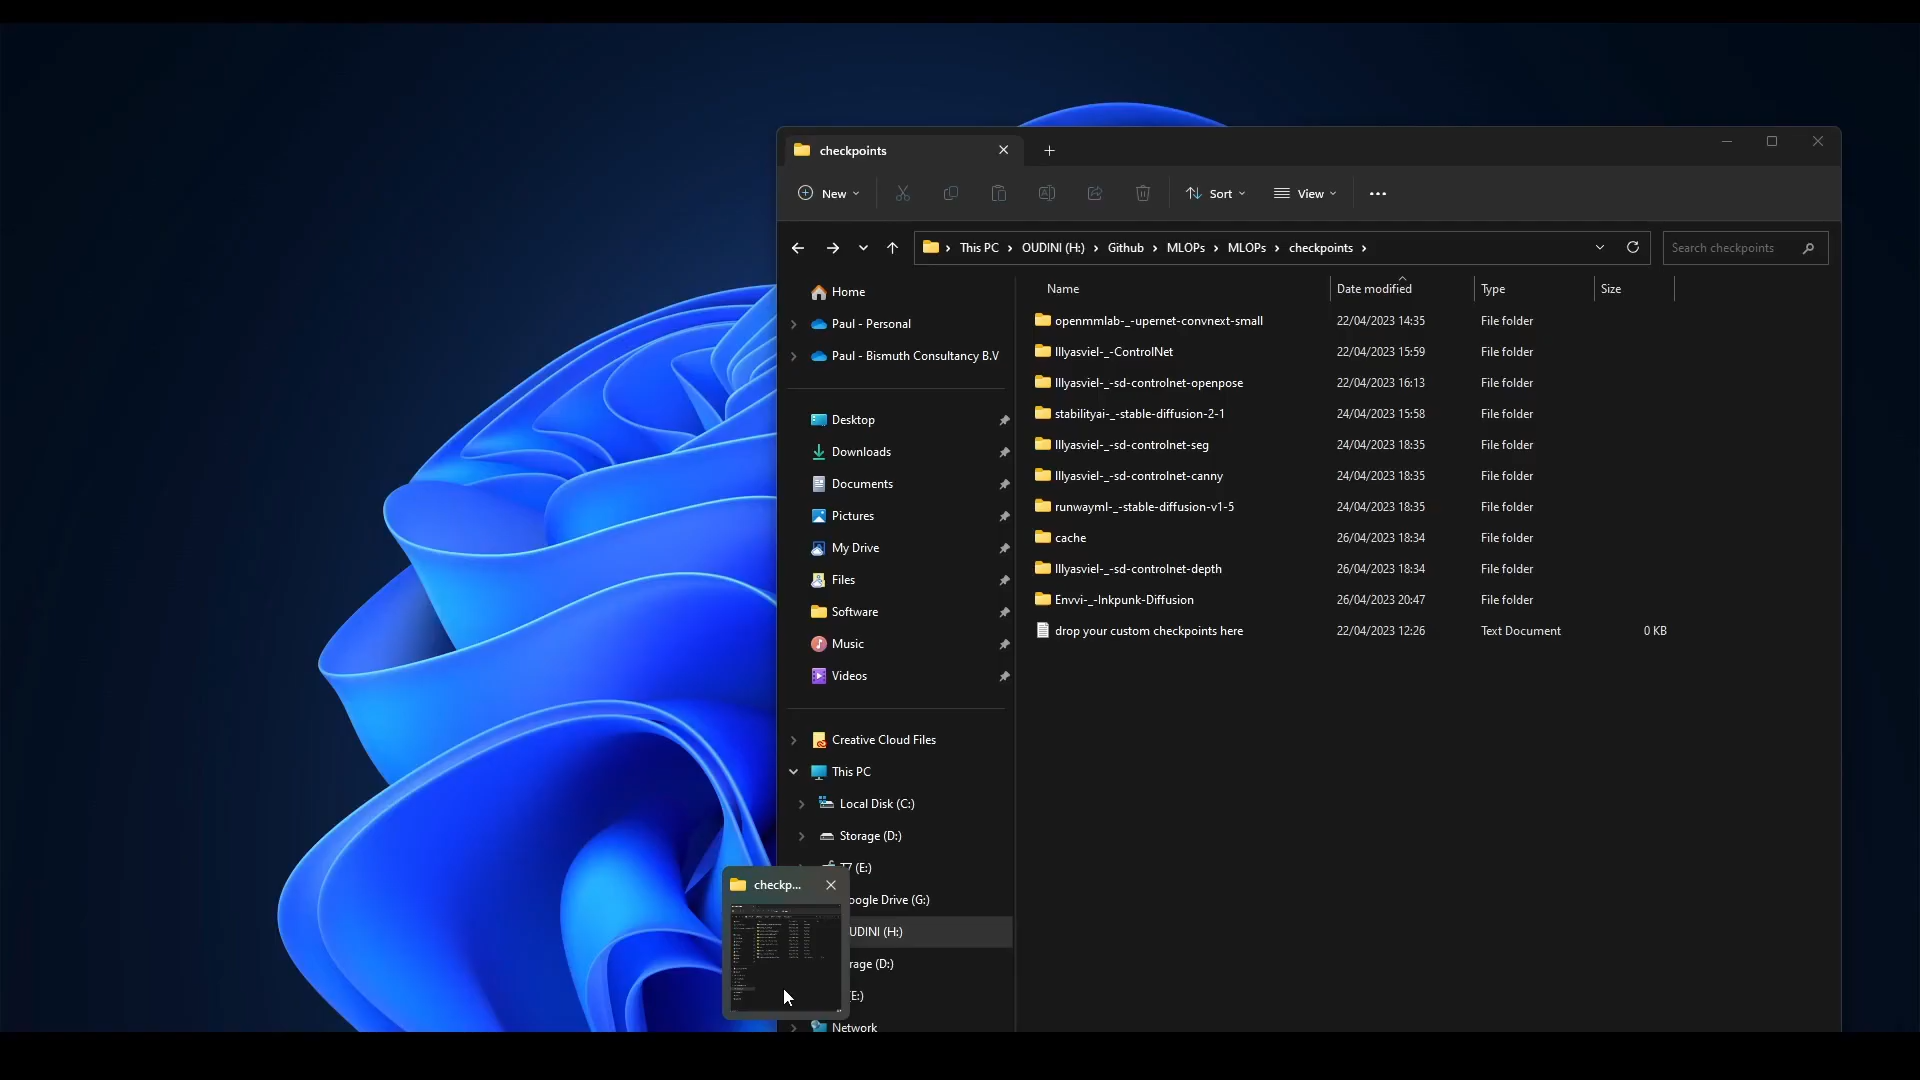 checkpoints
New
Sort
View
This PC
OUDINI (H:)
Github
MLOPs
MLOPs
checkpoints
Search checkpoints
Home
Paul - Personal
Paul - Bismuth Consultancy B.V
Desktop
Downloads
Documents
Pictures
My Drive
Files
Software
Music
Videos
Creative Cloud Files
This PC
Local Disk (C:)
Storage (D:)
T7 (E:)
oogle Drive (G:)
OUDINI (H:)
rage (D:)
(E:)
Network
Name Date modified Type Size
openmmlab-_-upernet-convnext-small 22/04/2023 14:35 File folder
lllyasviel-_-ControlNet 22/04/2023 15:59 File folder
lllyasviel-_-sd-controlnet-openpose 22/04/2023 16:13 File folder
stabilityai-_-stable-diffusion-2-1 24/04/2023 15:58 File folder
lllyasviel-_-sd-controlnet-seg 24/04/2023 18:35 File folder
lllyasviel-_-sd-controlnet-canny 24/04/2023 18:35 File folder
runwayml-_-stable-diffusion-v1-5 24/04/2023 18:35 File folder
cache 26/04/2023 18:34 File folder
lllyasviel-_-sd-controlnet-depth 26/04/2023 18:34 File folder
Envvi-_-Inkpunk-Diffusion 26/04/2023 20:47 File folder
drop your custom checkpoints here 22/04/2023 12:26 Text Document 0 KB
checkp...